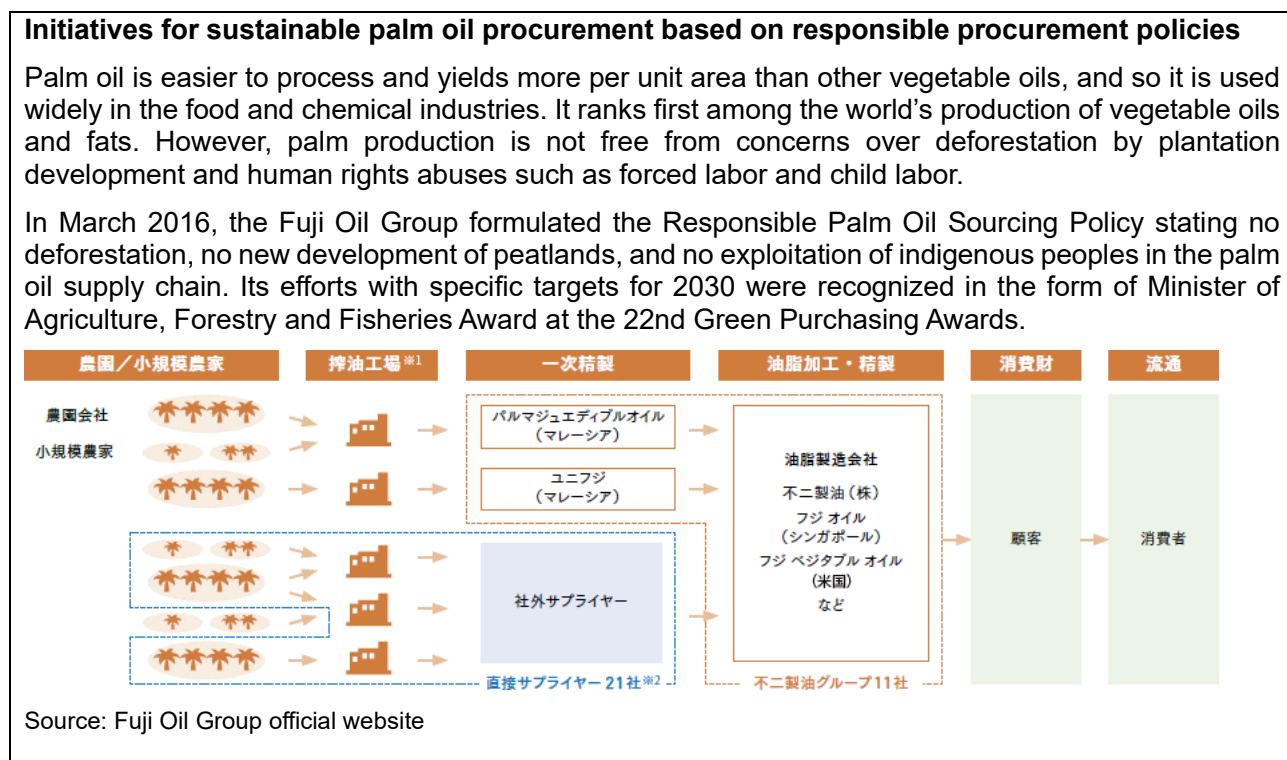 Initiatives for sustainable palm oil procurement based on responsible procurement policies
Palm oil is easier to process and yields more per unit area than other vegetable oils, and so it is used
widely in the food and chemical industries. It ranks first among the world's production of vegetable oils
and fats. However, palm production is not free from concerns over deforestation by plantation
development and human rights abuses such as forced labor and child labor.
In March 2016, the Fuji Oil Group formulated the Responsible Palm Oil Sourcing Policy stating no
deforestation, no new development of peatlands, and no exploitation of indigenous peoples in the palm
oil supply chain. Its efforts with specific targets for 2030 were recognized in the form of Minister of
Agriculture, Forestry and Fisheries Award at the 22nd Green Purchasing Awards.
農園／小規模農家
搾油工場※1
一次精製
油脂加工・精製
消費財
流通
農園会社
小規模農家
パルマジュエディブルオイル
（マレーシア）
ユニフジ
（マレーシア）
社外サプライヤー
直接サプライヤー 21社※2
油脂製造会社
不二製油（株）
フジ オイル
（シンガポール）
フジ ベジタブル オイル
（米国）
など
不二製油グループ11社
顧客
消費者
Source: Fuji Oil Group official website